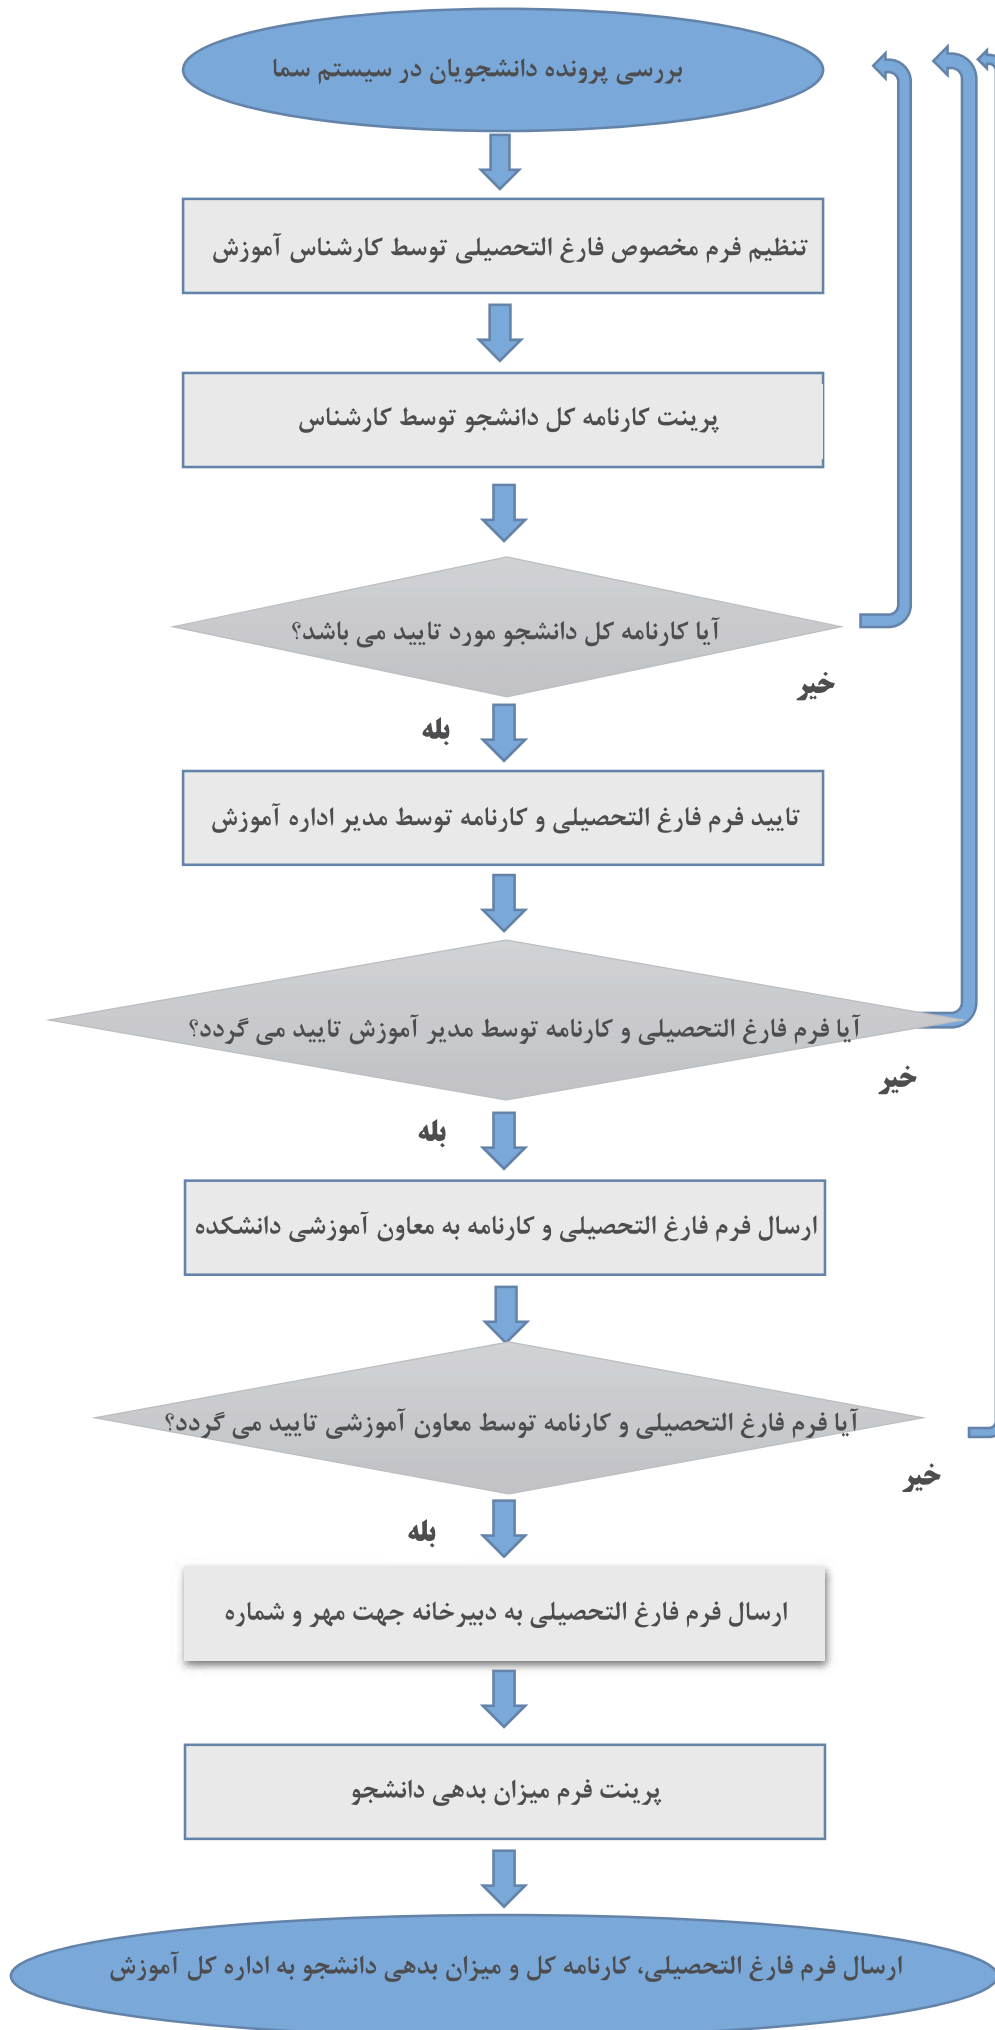 بررسی پرونده دانشجویان در سیستم سما
تنظیم فرم مخصوص فارغ التحصیلی توسط کارشناس آموزش
پرینت کارنامه کل دانشجو توسط کارشناس
آیا کارنامه کل دانشجو مورد تایید می باشد؟
خیر
بله
تایید فرم فارغ التحصیلی و کارنامه توسط مدیر اداره آموزش
آیا فرم فارغ التحصیلی و کارنامه توسط مدیر آموزش تایید می گردد؟
خیر
بله
ارسال فرم فارغ التحصیلی و کارنامه به معاون آموزشی دانشکده
آیا فرم فارغ التحصیلی و کارنامه توسط معاون آموزشی تایید می گردد؟
خیر
بله
ارسال فرم فارغ التحصیلی به دبیرخانه جهت مهر و شماره
پرینت فرم میزان بدهی دانشجو
ارسال فرم فارغ التحصیلی، کارنامه کل و میزان بدهی دانشجو به اداره کل آموزش